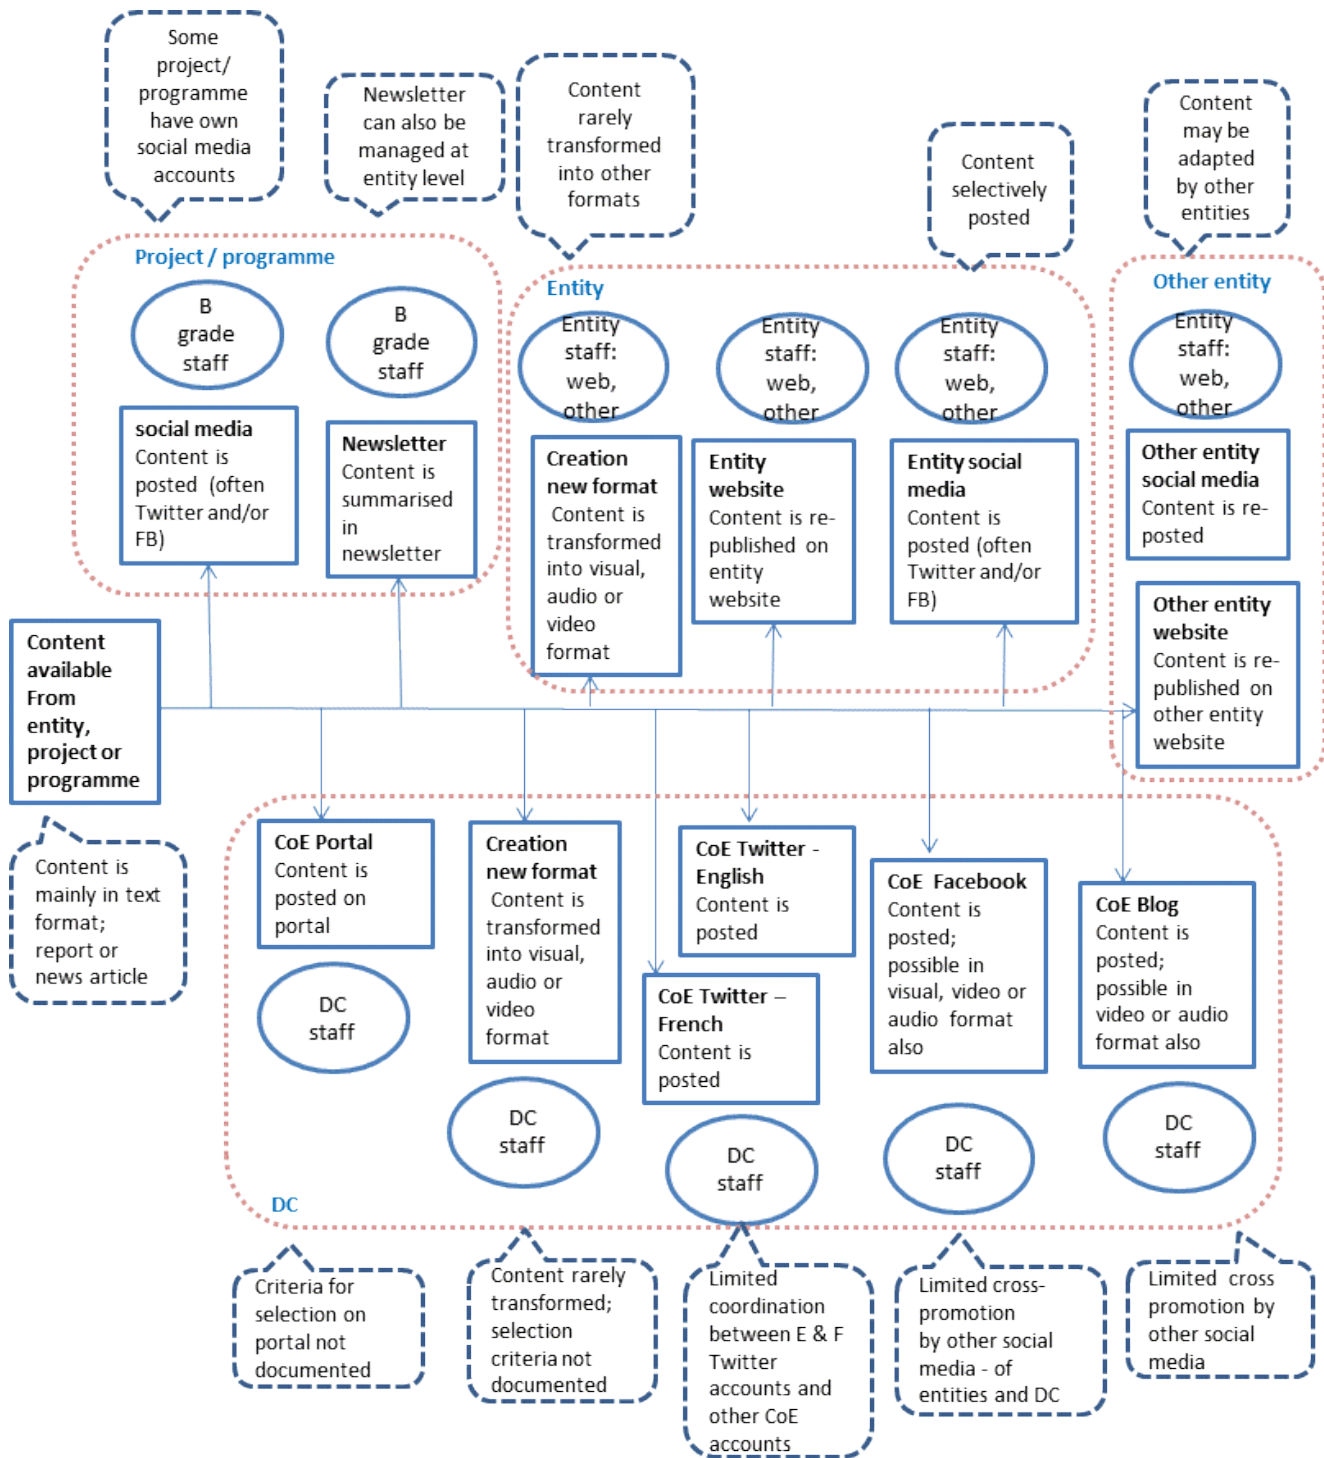 Some
project/
programme
have own
social media
accounts
Newsletter
can also be
managed at
entity level
Content
rarely
transformed
into other
formats
Content
selectively
posted
Content
may be
adapted
by other
entities
Project / programme
B
grade
staff
B
grade
staff
social media
Content is
posted (often
Twitter and/or
FB)
Newsletter
Content is
summarised
in
newsletter
Entity
Entity
staff:
web,
other
Entity
staff:
web,
other
Entity
staff:
web,
other
Creation
new format
Content is
transformed
into visual,
audio or
video
format
Entity
website
Content is re-
published on
entity
website
Entity social
media
Content is
posted (often
Twitter and/or
FB)
Other entity
Entity
staff:
web,
other
Other entity
social media
Content is re-
posted
Other entity
website
Content is re-
published on
other entity
website
Content
available
From
entity,
project or
programme
Content is
mainly in text
format;
report or
news article
CoE Portal
Content is
posted on
portal
DC
staff
Creation
new format
Content is
transformed
into visual,
audio or
video
format
DC
staff
CoE Twitter -
English
Content is
posted
CoE Twitter –
French
Content is
posted
DC
staff
CoE Facebook
Content is
posted;
possible in
visual, video or
audio format
also
DC
staff
CoE Blog
Content is
posted;
possible in
video or audio
format also
DC
staff
DC
Criteria for
selection on
portal not
documented
Content rarely
transformed;
selection
criteria not
documented
Limited
coordination
between E & F
Twitter
accounts and
other CoE
accounts
Limited cross-
promotion
by other social
media - of
entities and DC
Limited cross
promotion by
other social
media